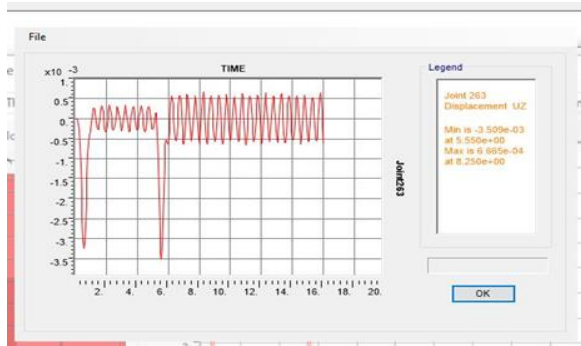 File
x10 -3
TIME
1.
0.5
0.
-0.5
-1.
-1.5
-2.
-2.5
-3.
-3.5
2. 4. 6. 8. 10. 12. 14. 16. 18. 20.
Joint263
Legend
Joint 263
Displacement UZ
Min is -3.509e-03
at 5.550e+00
Max is 6.665e-04
at 8.250e+00
OK